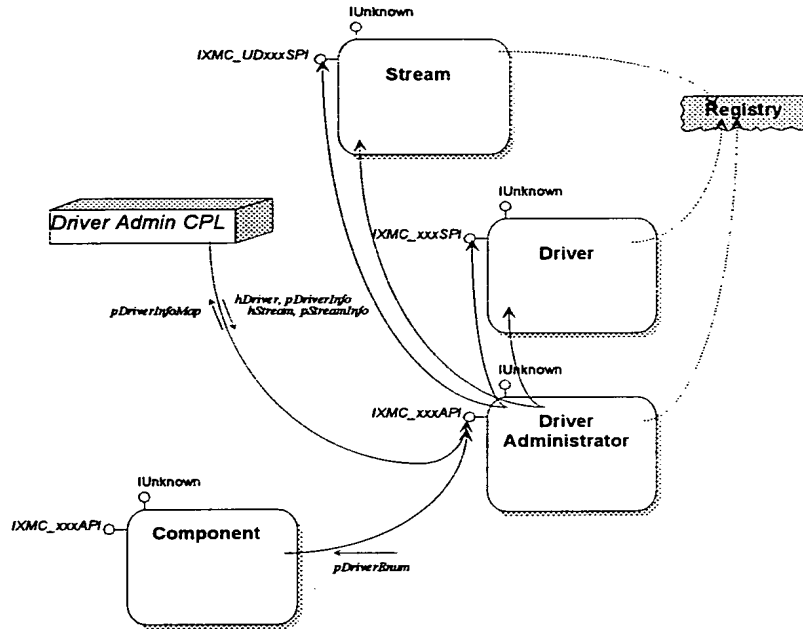 IUnknown
IXMC_UDxxxSPI
Stream
Registry
IUnknown
Driver Admin CPL
IXMC_xxxSPI
Driver
hDriver, pDriverInfo
pDriverInfoMap
hStream, pStreamInfo
IUnknown
IXMC_xxxAPI
Driver
Administrator
IUnknown
IXMC_xxxAPI
Component
pDriverEnum